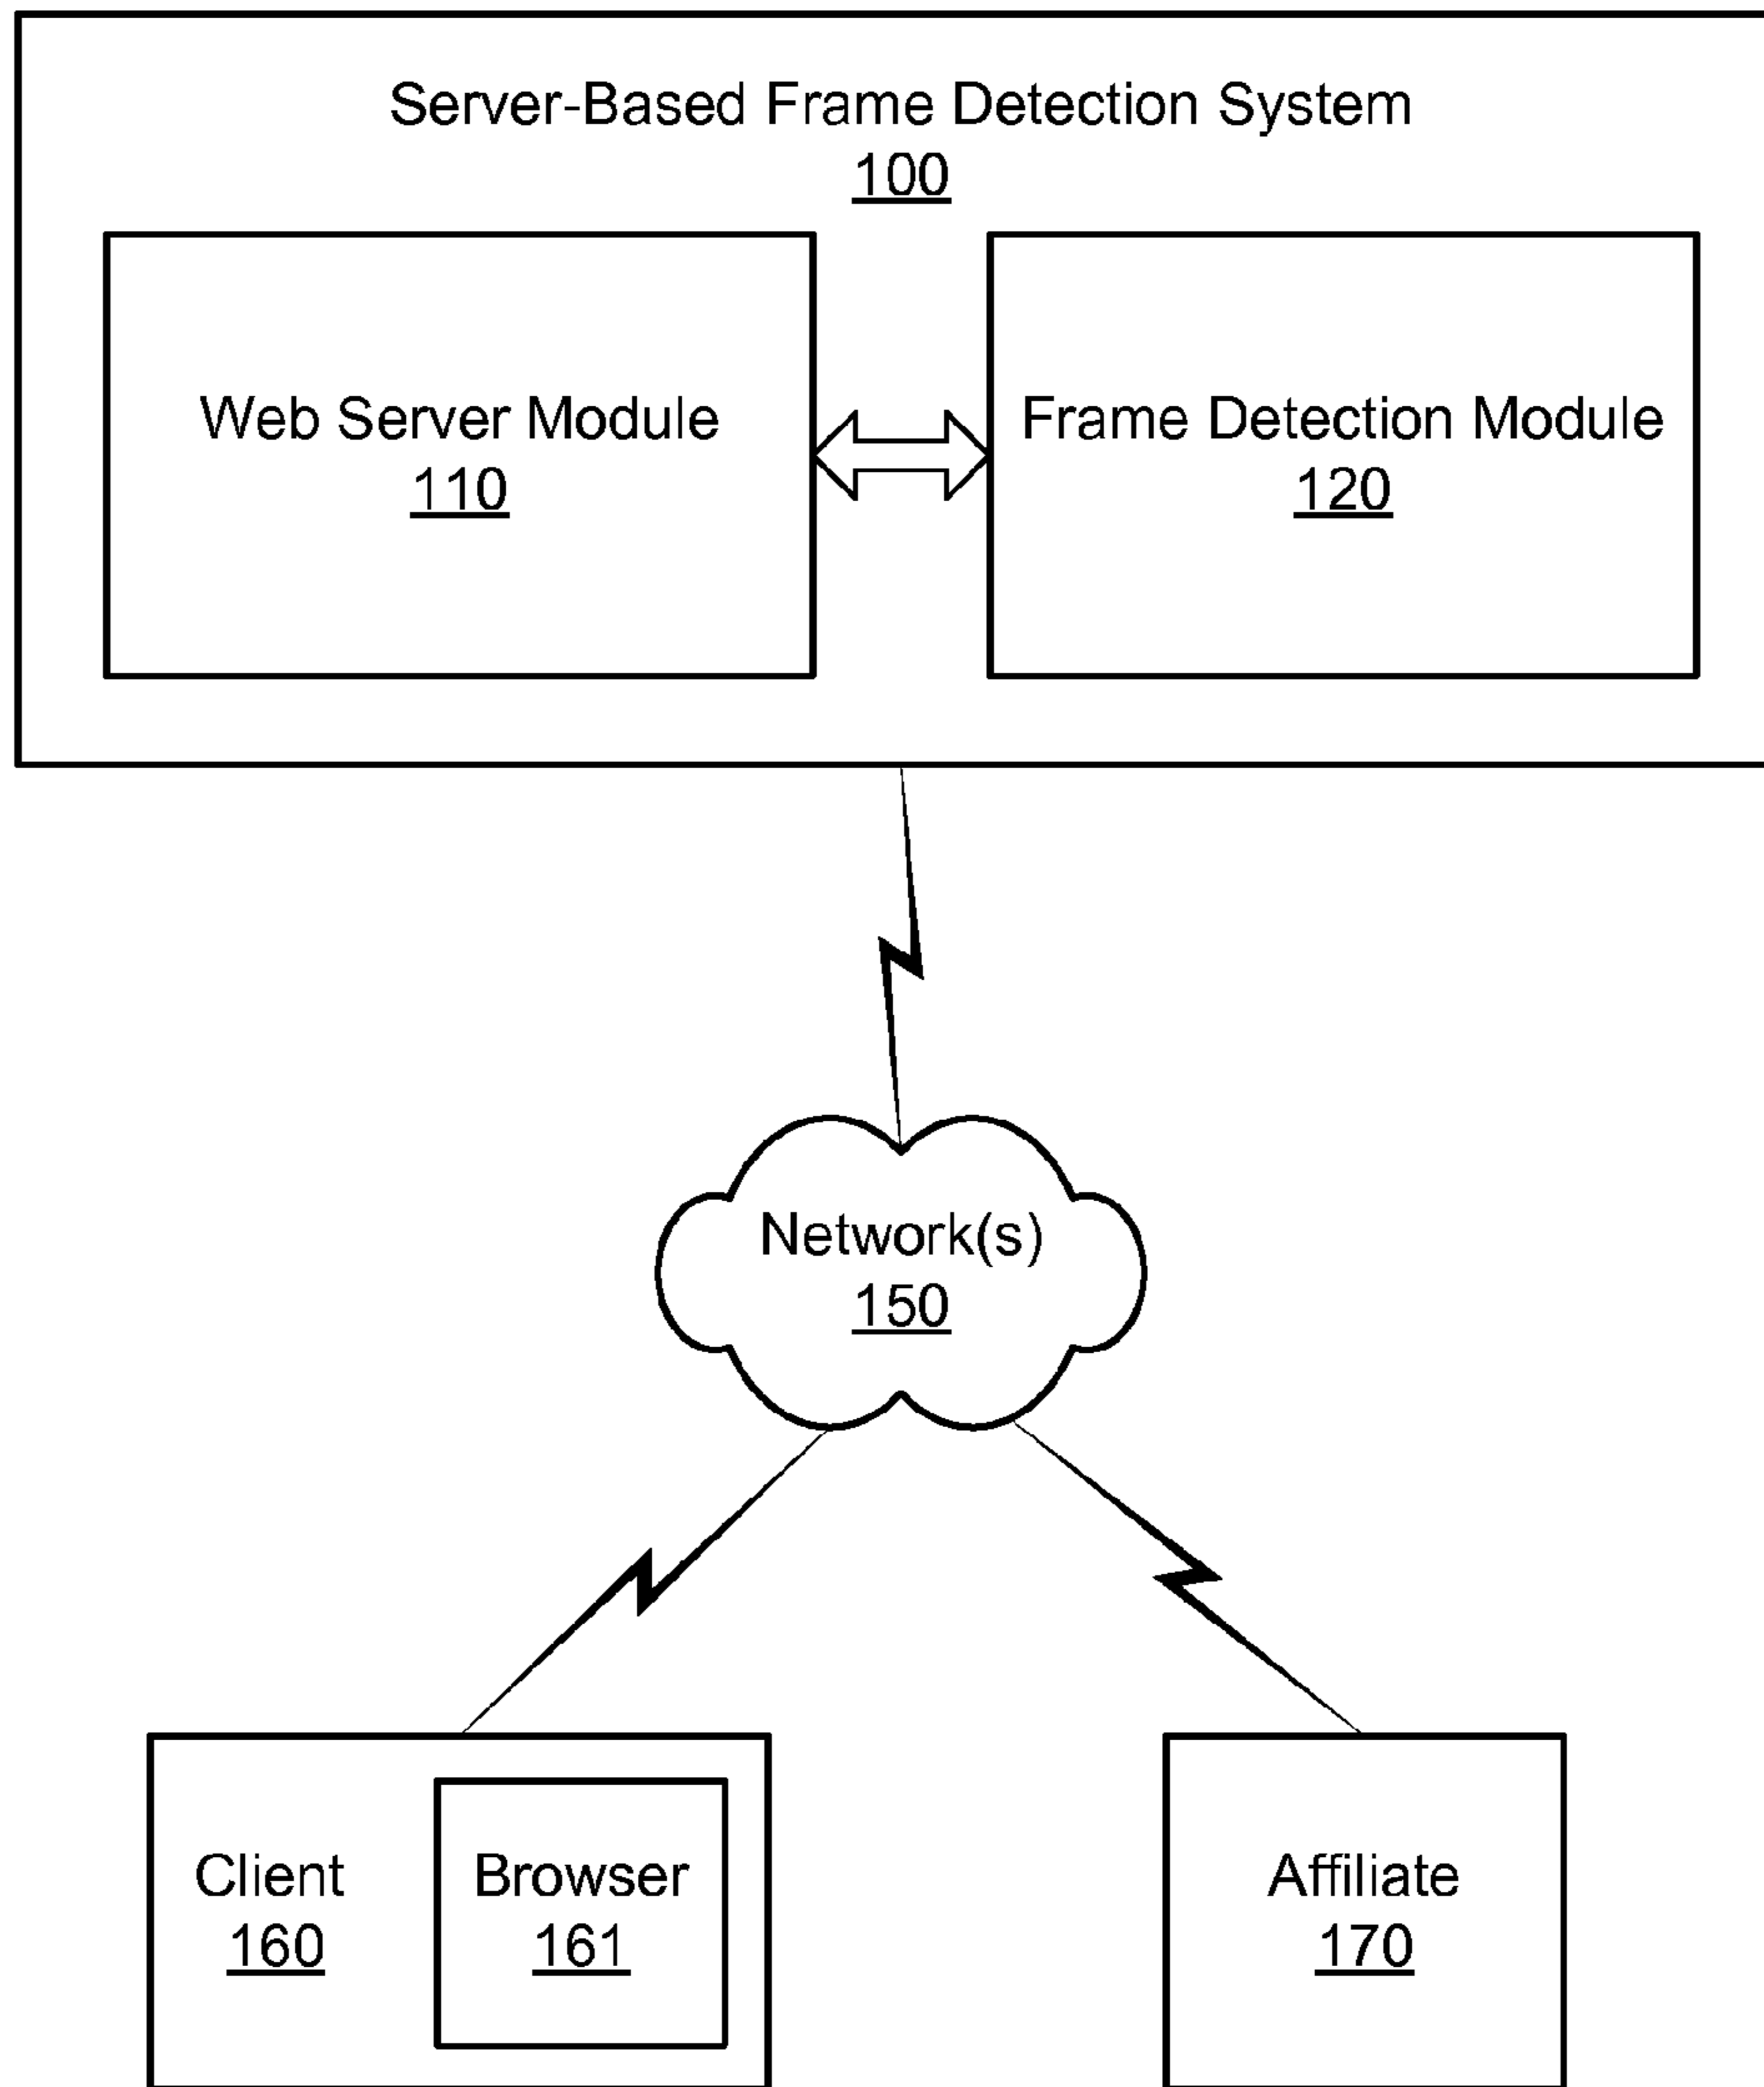 Server-Based Frame Detection System
100
Web Server Module
110
Frame Detection Module
120
Network(s)
150
Client
160
Browser
161
Affiliate
170